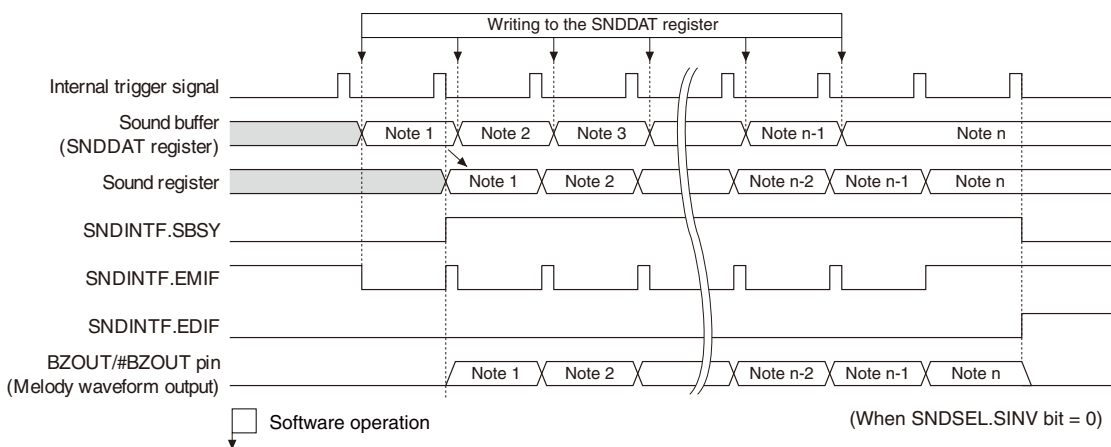 Writing to the SNDDAT register
Internal trigger signal
Sound buffer
(SNDDAT register)
Note 1
Note 2
Note 3
Note n-1
Note n
Sound register
Note 1
Note 2
Note n-2
Note n-1
Note n
SNDINTF.SBSY
SNDINTF.EMIF
SNDINTF.EDIF
BZOUT/#BZOUT pin
(Melody waveform output)
Note 1
Note 2
Note n-2
Note n-1
Note n
Software operation
(When SNDSEL.SINV bit = 0)